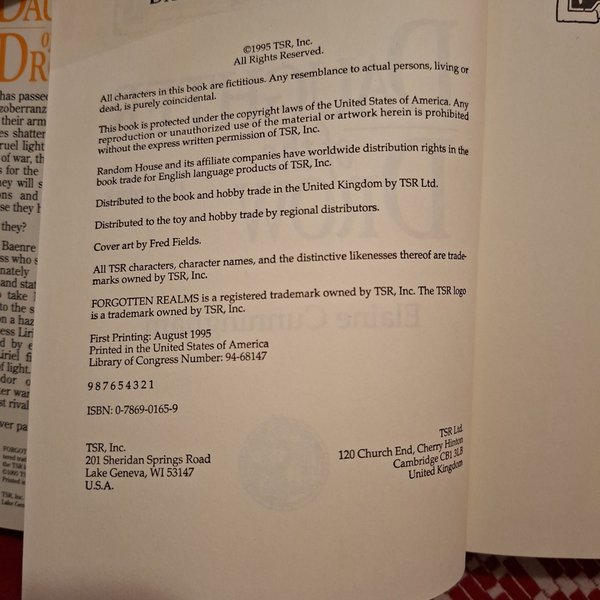 ©1995 TSR, Inc.
All Rights Reserved.
All characters in this book are fictitious. Any resemblance to actual persons, living or
dead, is purely coincidental.
This book is protected under the copyright laws of the United States of America. Any
reproduction or unauthorized use of the material or artwork herein is prohibited
without the express written permission of TSR, Inc.
Random House and its affiliate companies have worldwide distribution rights in the
book trade for English language products of TSR, Inc.
Distributed to the book and hobby trade in the United Kingdom by TSR Ltd.
Distributed to the toy and hobby trade by regional distributors.
Cover art by Fred Fields.
All TSR characters, character names, and the distinctive likenesses thereof are trade-
marks owned by TSR, Inc.
FORGOTTEN REALMS is a registered trademark owned by TSR, Inc. The TSR logo
is a trademark owned by TSR, Inc.
First Printing: August 1995
Printed in the United States of America
Library of Congress Number: 94-68147
9 8 7 6 5 4 3 2 1
ISBN: 0-7869-0165-9
TSR, Inc.
201 Sheridan Springs Road
Lake Geneva, WI 53147
U.S.A.
TSR Ltd.
120 Church End, Cherry Hinton
Cambridge CB1 3LB
United Kingdom